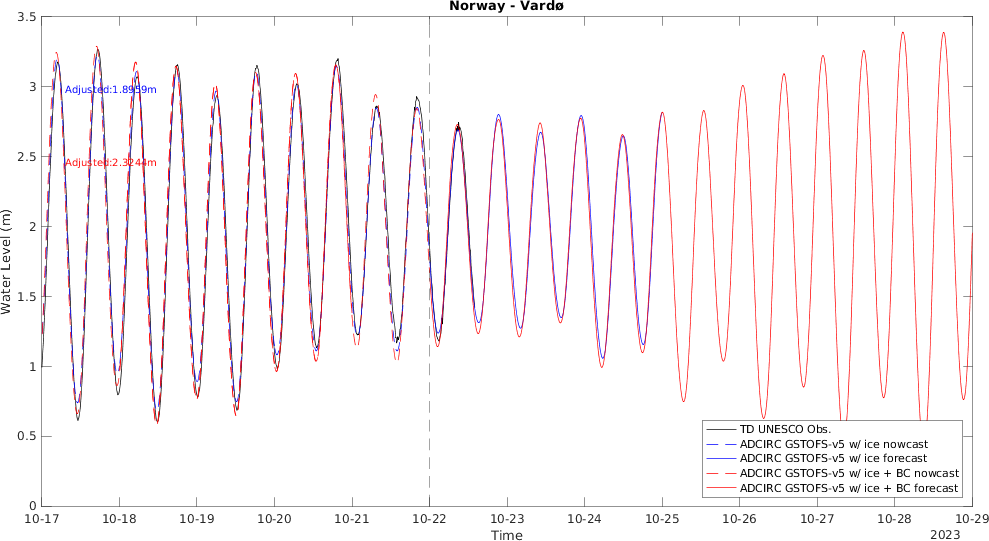 Norway - Vardø
Water Level (m)
3.5
3
2.5
2
1.5
1
0.5
0
Adjusted:1.8959m
Adjusted:2.3244m
TD UNESCO Obs.
ADCIRC GSTOFS-v5 w/ ice nowcast
ADCIRC GSTOFS-v5 w/ ice forecast
ADCIRC GSTOFS-v5 w/ ice + BC nowcast
ADCIRC GSTOFS-v5 w/ ice + BC forecast
10-17 10-18 10-19 10-20 10-21 10-22 10-23 10-24 10-25 10-26 10-27 10-28 10-29
Time
2023